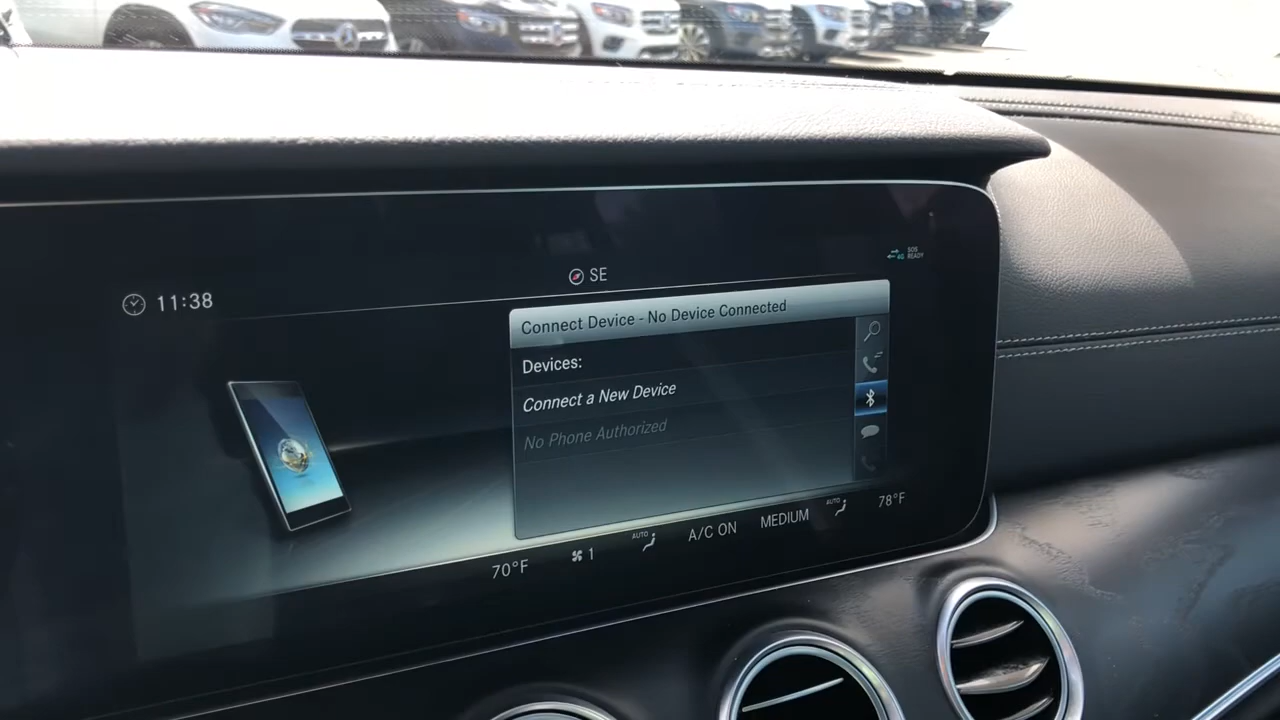 SE
4G SOS READY
11:38
Connect Device - No Device Connected
Devices:
Connect a New Device
No Phone Authorized
70°F 1 AUTO A/C ON MEDIUM AUTO 78°F